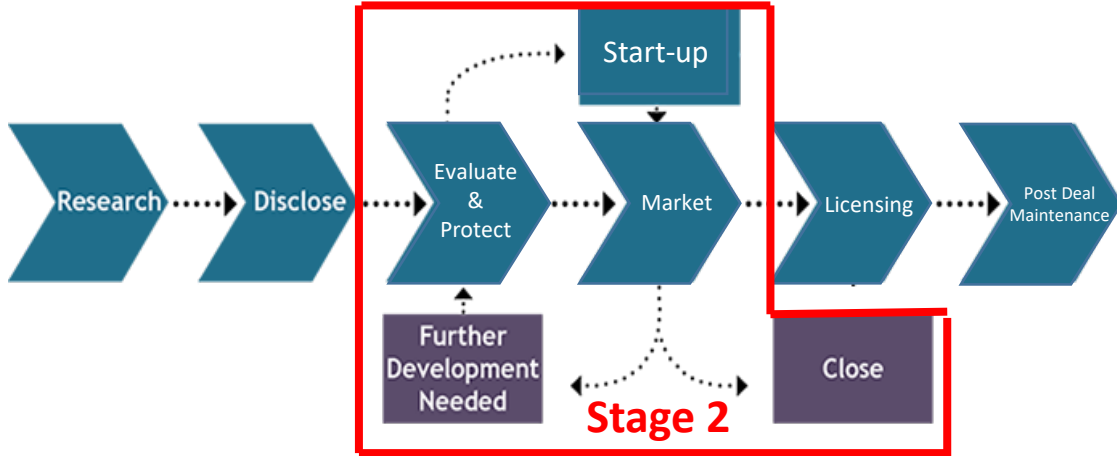 Start-up
Research
Disclose
Evaluate
&
Protect
Market
Licensing
Post Deal
Maintenance
Further
Development
Needed
Close
Stage 2